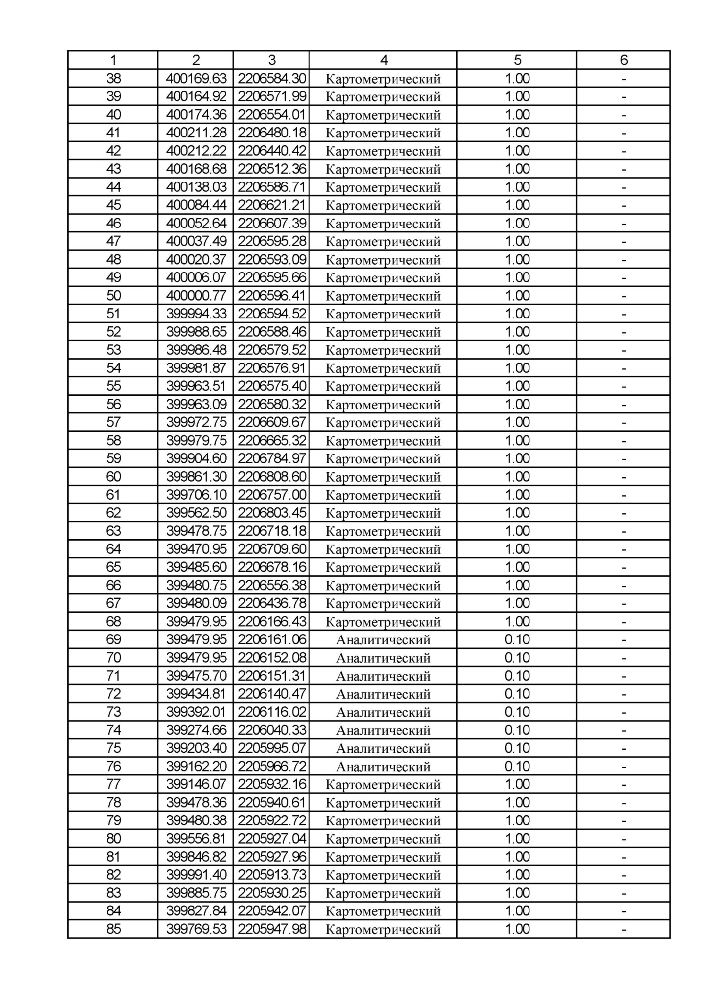 1 2 3 4 5 6
38 400169.63 2206584.30 Картометрический 1.00 -
39 400164.92 2206571.99 Картометрический 1.00 -
40 400174.36 2206554.01 Картометрический 1.00 -
41 400211.28 2206480.18 Картометрический 1.00 -
42 400212.22 2206440.42 Картометрический 1.00 -
43 400168.68 2206512.36 Картометрический 1.00 -
44 400138.03 2206586.71 Картометрический 1.00 -
45 400084.44 2206621.21 Картометрический 1.00 -
46 400052.64 2206607.39 Картометрический 1.00 -
47 400037.49 2206595.28 Картометрический 1.00 -
48 400020.37 2206593.09 Картометрический 1.00 -
49 400006.07 2206595.66 Картометрический 1.00 -
50 400000.77 2206596.41 Картометрический 1.00 -
51 399994.33 2206594.52 Картометрический 1.00 -
52 399988.65 2206588.46 Картометрический 1.00 -
53 399986.48 2206579.52 Картометрический 1.00 -
54 399981.87 2206576.91 Картометрический 1.00 -
55 399963.51 2206575.40 Картометрический 1.00 -
56 399963.09 2206580.32 Картометрический 1.00 -
57 399972.75 2206609.67 Картометрический 1.00 -
58 399979.75 2206665.32 Картометрический 1.00 -
59 399904.60 2206784.97 Картометрический 1.00 -
60 399861.30 2206808.60 Картометрический 1.00 -
61 399706.10 2206757.00 Картометрический 1.00 -
62 399562.50 2206803.45 Картометрический 1.00 -
63 399478.75 2206718.18 Картометрический 1.00 -
64 399470.95 2206709.60 Картометрический 1.00 -
65 399485.60 2206678.16 Картометрический 1.00 -
66 399480.75 2206556.38 Картометрический 1.00 -
67 399480.09 2206436.78 Картометрический 1.00 -
68 399479.95 2206166.43 Картометрический 1.00 -
69 399479.95 2206161.06 Аналитический 0.10 -
70 399479.95 2206152.08 Аналитический 0.10 -
71 399475.70 2206151.31 Аналитический 0.10 -
72 399434.81 2206140.47 Аналитический 0.10 -
73 399392.01 2206116.02 Аналитический 0.10 -
74 399274.66 2206040.33 Аналитический 0.10 -
75 399203.40 2205995.07 Аналитический 0.10 -
76 399162.20 2205966.72 Аналитический 0.10 -
77 399146.07 2205932.16 Картометрический 1.00 -
78 399478.36 2205940.61 Картометрический 1.00 -
79 399480.38 2205922.72 Картометрический 1.00 -
80 399556.81 2205927.04 Картометрический 1.00 -
81 399846.82 2205927.96 Картометрический 1.00 -
82 399991.40 2205913.73 Картометрический 1.00 -
83 399885.75 2205930.25 Картометрический 1.00 -
84 399827.84 2205942.07 Картометрический 1.00 -
85 399769.53 2205947.98 Картометрический 1.00 -